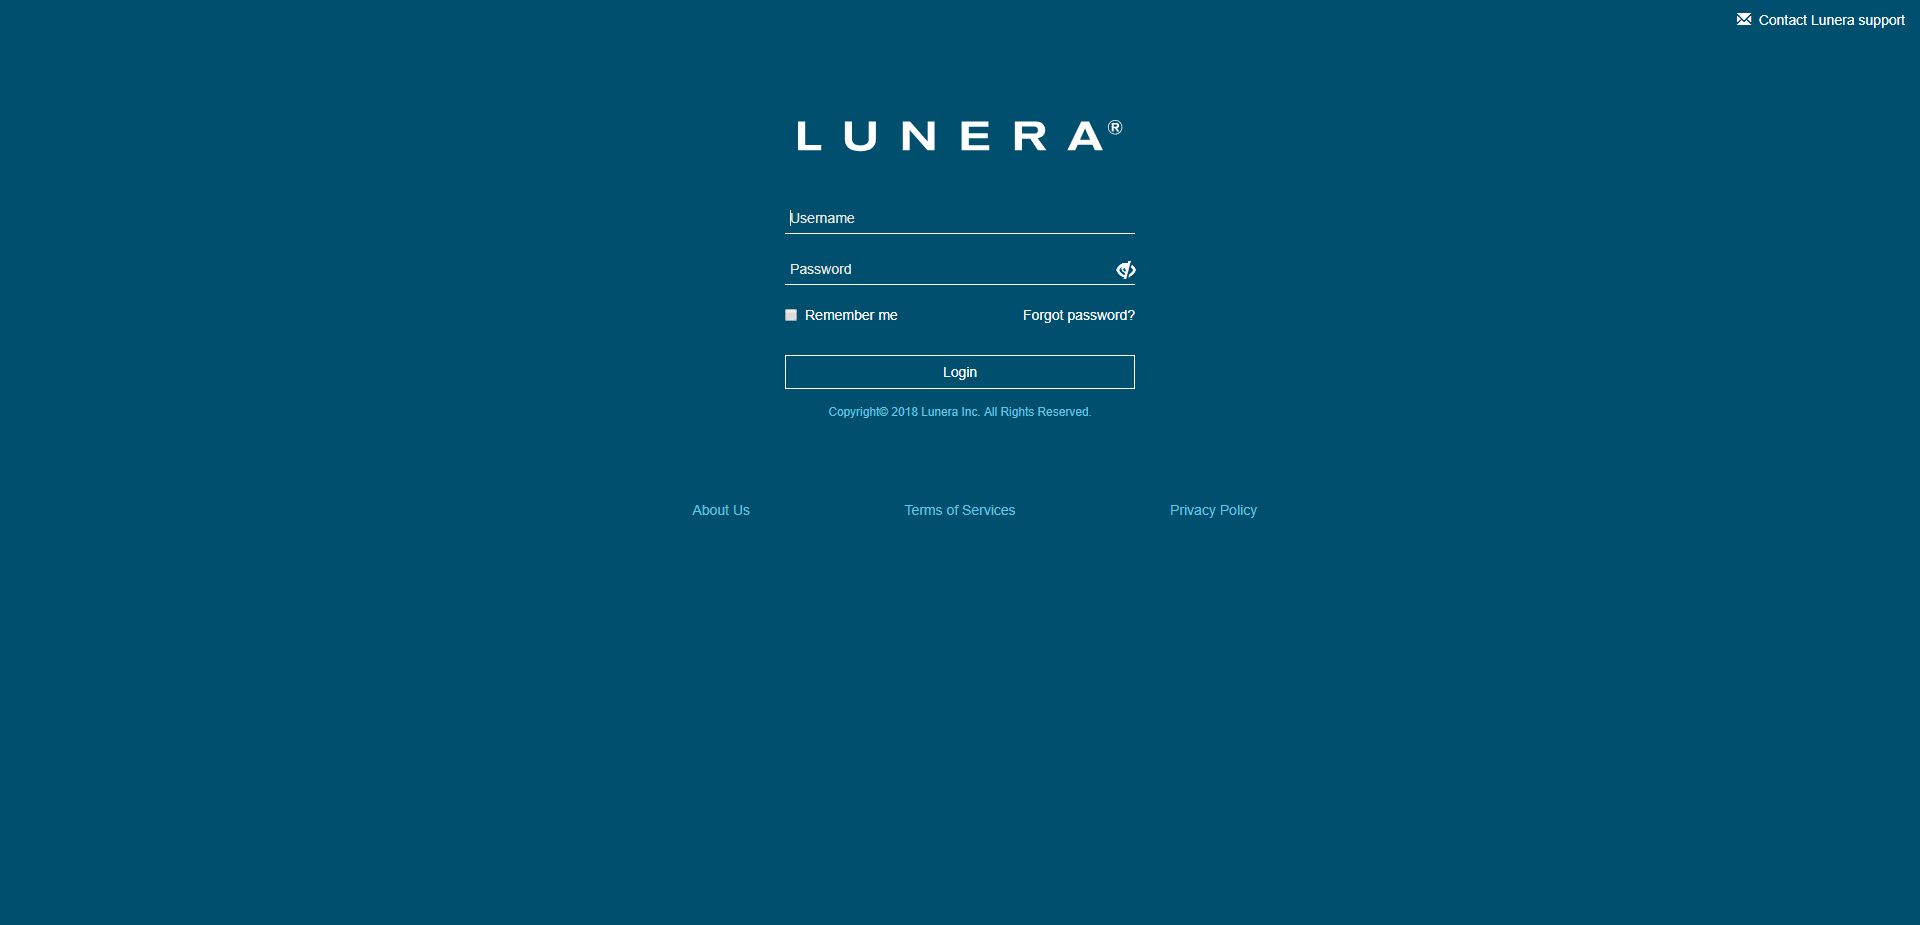 Contact Lunera support
LUNERA®
Username
Password
Remember me
Forgot password?
Login
Copyright© 2018 Lunera Inc. All Rights Reserved.
About Us
Terms of Services
Privacy Policy